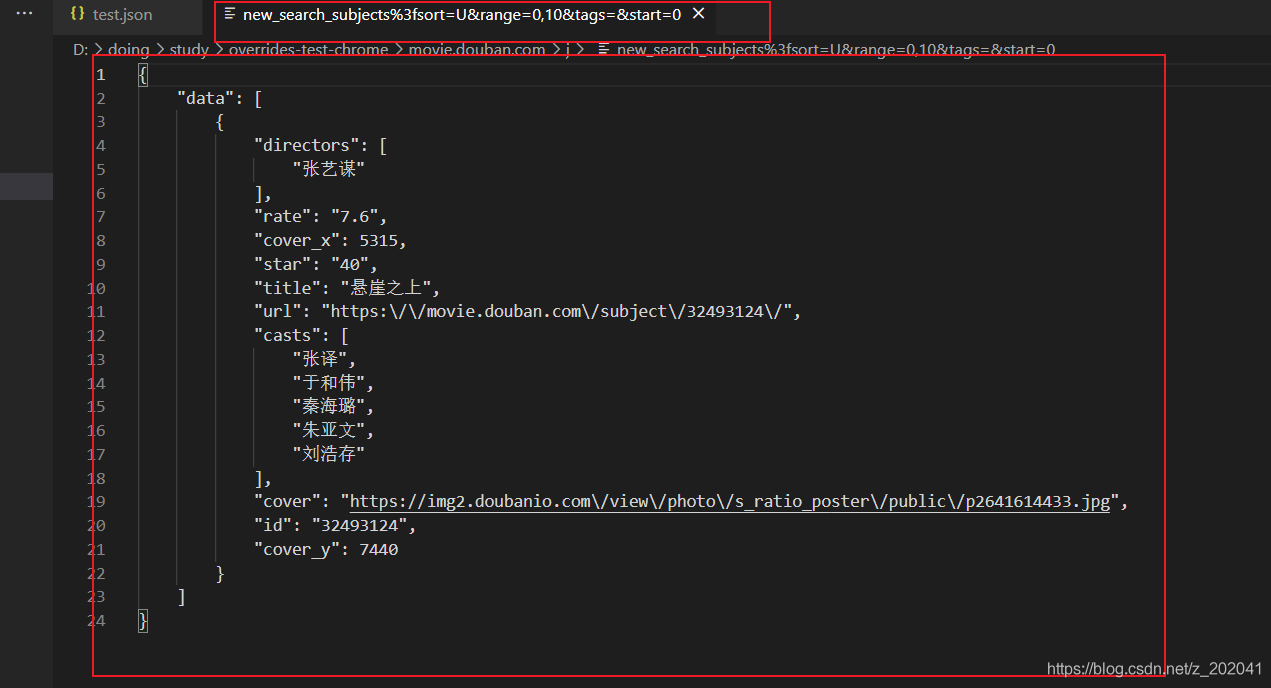 ··· {} test.json new_search_subjects%3fsort=U&range=0,10&tags=&start=0 ×
D: > doing > study > overrides-test-chrome > movie.douban.com > j > new_search_subjects%3fsort=U&range=0,10&tags=&start=0
1 {
2 "data": [
3 {
4 "directors": [
5 "张艺谋"
6 ],
7 "rate": "7.6",
8 "cover_x": 5315,
9 "star": "40",
10 "title": "悬崖之上",
11 "url": "https:\/\/movie.douban.com\/subject\/32493124\/",
12 "casts": [
13 "张译",
14 "于和伟",
15 "秦海璐",
16 "朱亚文",
17 "刘浩存"
18 ],
19 "cover": "https://img2.doubanio.com\/view\/photo\/s_ratio_poster\/public\/p2641614433.jpg",
20 "id": "32493124",
21 "cover_y": 7440
22 }
23 ]
24 }
https://blog.csdn.net/z_202041